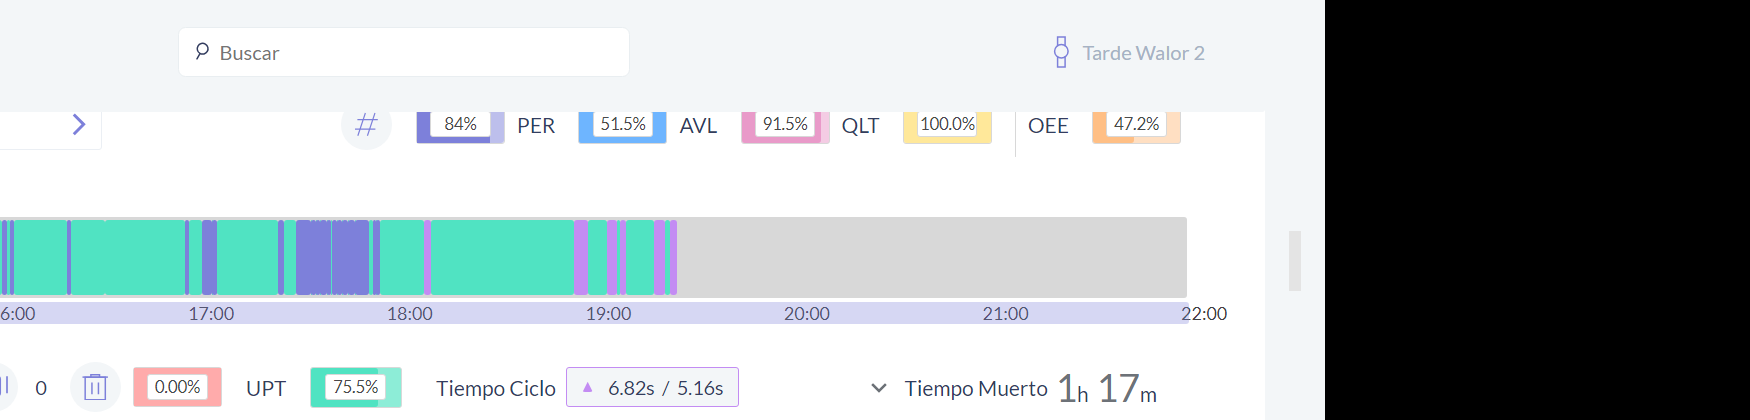 Buscar
Tarde Walor 2
# 84% PER 51.5% AVL 91.5% QLT 100.0% OEE 47.2%
6:00 17:00 18:00 19:00 20:00 21:00 22:00
0 0.00% UPT 75.5% Tiempo Ciclo 6.82s / 5.16s Tiempo Muerto 1h 17m